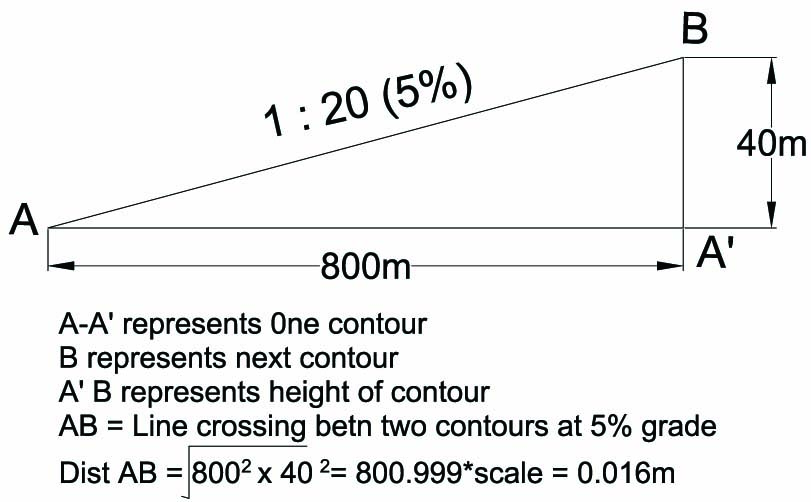 B
1 : 20 (5%)
40m
A
A'
800m
A-A' represents 0ne contour
B represents next contour
A' B represents height of contour
AB = Line crossing betn two contours at 5% grade
Dist AB = √800² x 40 ²= 800.999*scale = 0.016m